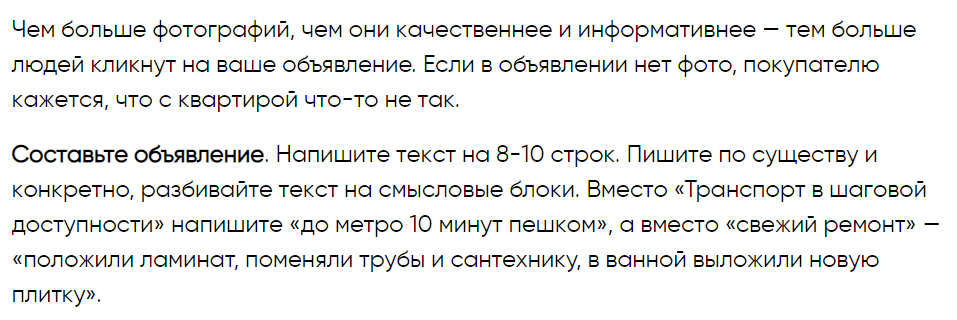 Чем больше фотографий, чем они качественнее и информативнее — тем больше
людей кликнут на ваше объявление. Если в объявлении нет фото, покупателю
кажется, что с квартирой что-то не так.
Составьте объявление. Напишите текст на 8-10 строк. Пишите по существу и
конкретно, разбивайте текст на смысловые блоки. Вместо «Транспорт в шаговой
доступности» напишите «до метро 10 минут пешком», а вместо «свежий ремонт» —
«положили ламинат, поменяли трубы и сантехнику, в ванной выложили новую
плитку».